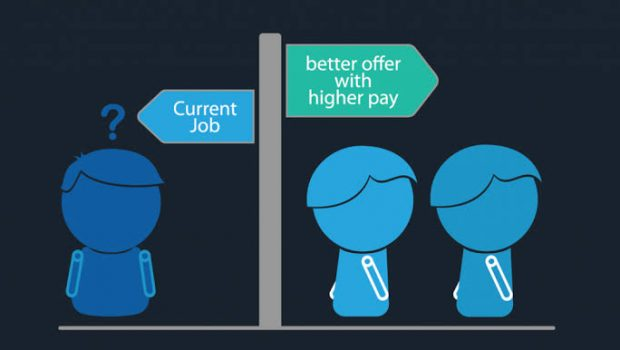 ?
Current
Job
better offer
with
higher pay